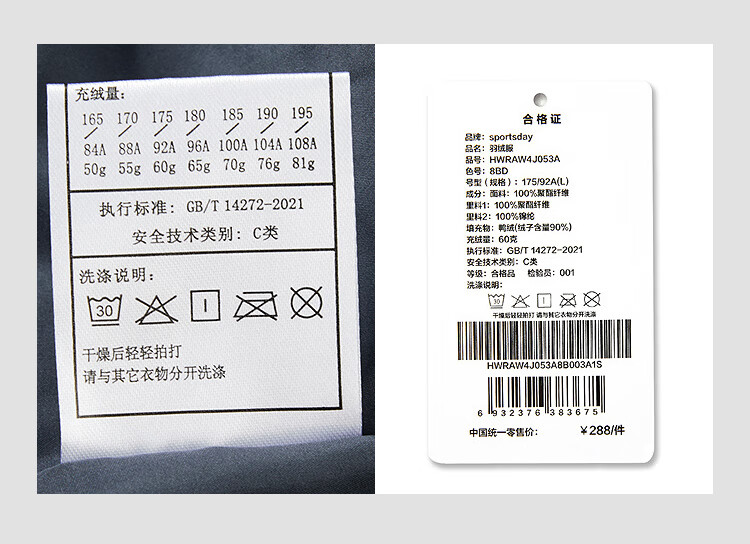 充绒量:
165 170 175 180 185 190 195
84A 88A 92A 96A 100A 104A 108A
50g 55g 60g 65g 70g 76g 81g
执行标准: GB/T 14272-2021
安全技术类别: C类
洗涤说明:
30
干燥后轻轻拍打
请与其它衣物分开洗涤
合格证
品牌: sportsday
品名: 羽绒服
品号: HWRAW4J053A
色号: 8BD
号型(规格): 175/92A(L)
成分: 面料: 100%聚酯纤维
里料1: 100%聚酯纤维
里料2: 100%锦纶
填充物: 鸭绒(绒子含量90%)
充绒量: 60克
执行标准: GB/T 14272-2021
安全技术类别: C类
等级: 合格品 检验员: 001
洗涤说明:
30
干燥后轻轻拍打 请与其它衣物分开洗涤
HWRAW4J053A8B003A1S
6 932376 383675
中国统一零售价: ￥288/件